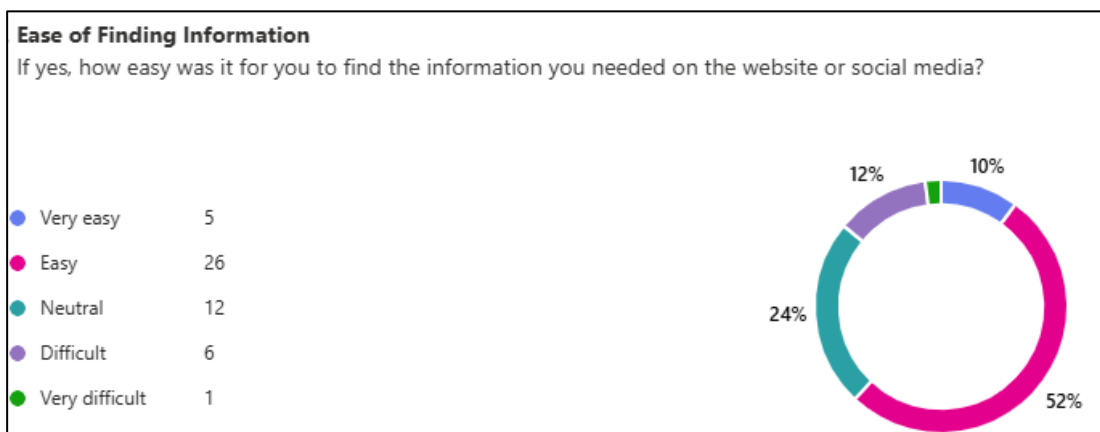 Ease of Finding Information
If yes, how easy was it for you to find the information you needed on the website or social media?
Very easy 5
Easy 26
Neutral 12
Difficult 6
Very difficult 1
12%
10%
24%
52%